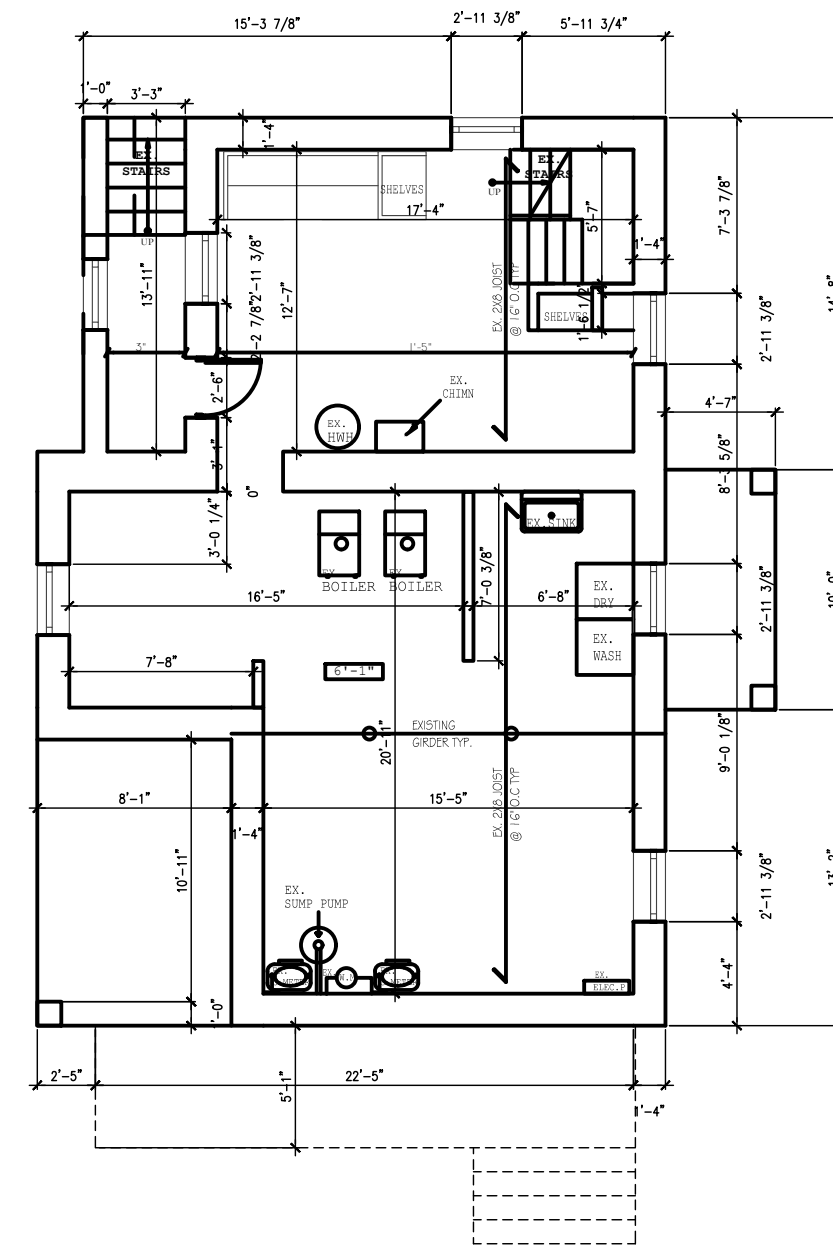 15'-3 7/8"
2'-11 3/8"
5'-11 3/4"
1'-0"
3'-3"
1'-4"
EX.
STAIRS
UP
SHELVES
17'-4"
EX.
STAIRS
UP
5'-7"
1'-4"
7'-3 7/8"
13'-11"
2'-11 3/8"
12'-7"
EX. 2X8 JOIST
@ 16" O.C TYP
SHELVES
1'-6 1/2"
2'-11 3/8"
3"
1'-5"
2'-6"
EX.
HWH
EX.
CHIMN
4'-7"
3'-1"
0"
3'-0 1/4"
EX. SINK
EX.
BOILER
EX.
BOILER
7'-0 3/8"
16'-5"
6'-8"
EX.
DRY
EX.
WASH
2'-11 3/8"
7'-8"
6'-1"
EXISTING
GIRDER TYP.
20'-11"
9'-0 1/8"
EX. 2X8 JOIST
@ 16" O.C TYP
8'-1"
1'-4"
15'-5"
10'-11"
2'-11 3/8"
EX.
SUMP PUMP
EX.
EX.
ELEC.P
4'-4"
2'-5"
22'-5"
5'-1"